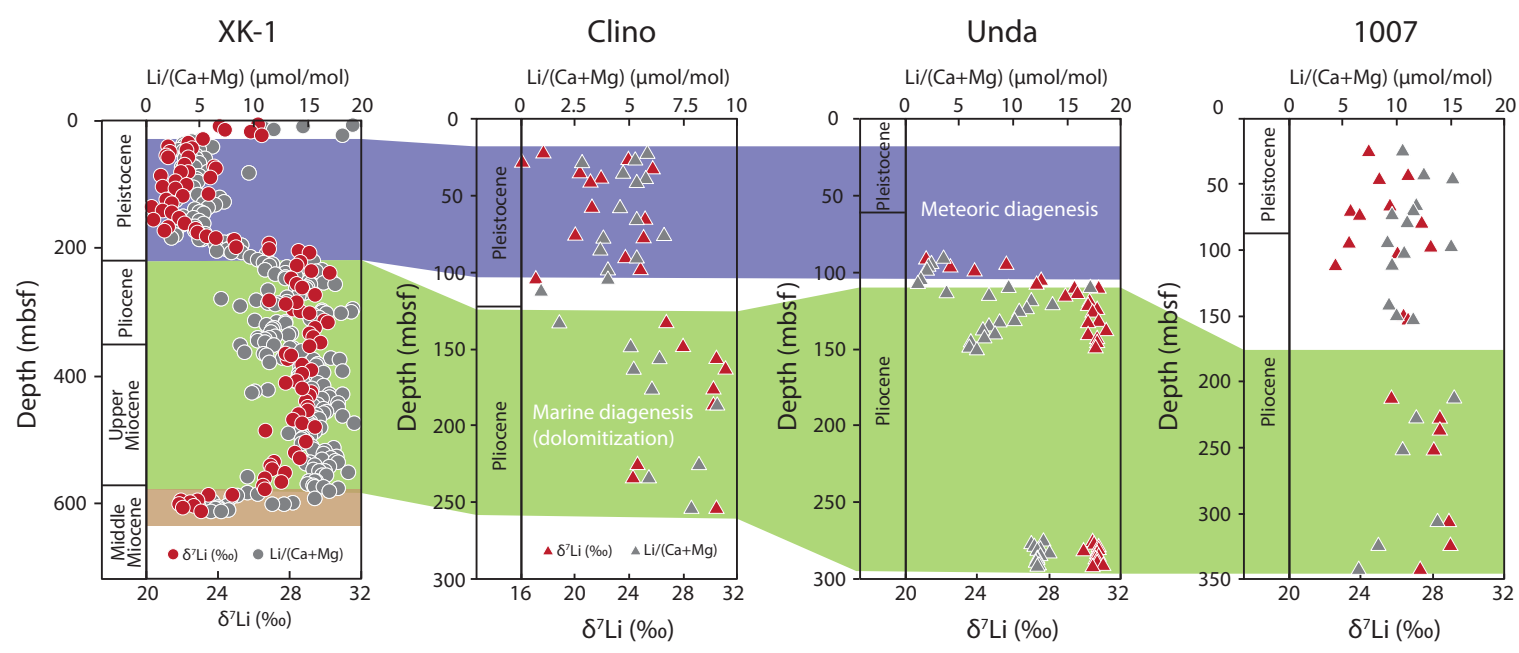 XK-1
Clino
Unda
1007
Li/(Ca+Mg) (μmol/mol)
Li/(Ca+Mg) (μmol/mol)
Li/(Ca+Mg) (μmol/mol)
Li/(Ca+Mg) (μmol/mol)
0 5 10 15 20
0 2.5 5 7.5 10
0 5 10 15 20
0 5 10 15 20
Depth (mbsf)
0
200
400
600
Pleistocene
Pliocene
Upper
Miocene
Middle
Miocene
δ⁷Li (‰) Li/(Ca+Mg)
20 24 28 32
δ⁷Li (‰)
Depth (mbsf)
0
50
100
150
200
250
300
Pleistocene
Pliocene
Marine diagenesis
(dolomitization)
δ⁷Li (‰) Li/(Ca+Mg)
16 20 24 28 32
δ⁷Li (‰)
Depth (mbsf)
0
50
100
150
200
250
300
Pleistocene
Pliocene
Meteoric diagenesis
20 24 28 32
δ⁷Li (‰)
Depth (mbsf)
0
50
100
150
200
250
300
350
Pleistocene
Pliocene
20 24 28 32
δ⁷Li (‰)